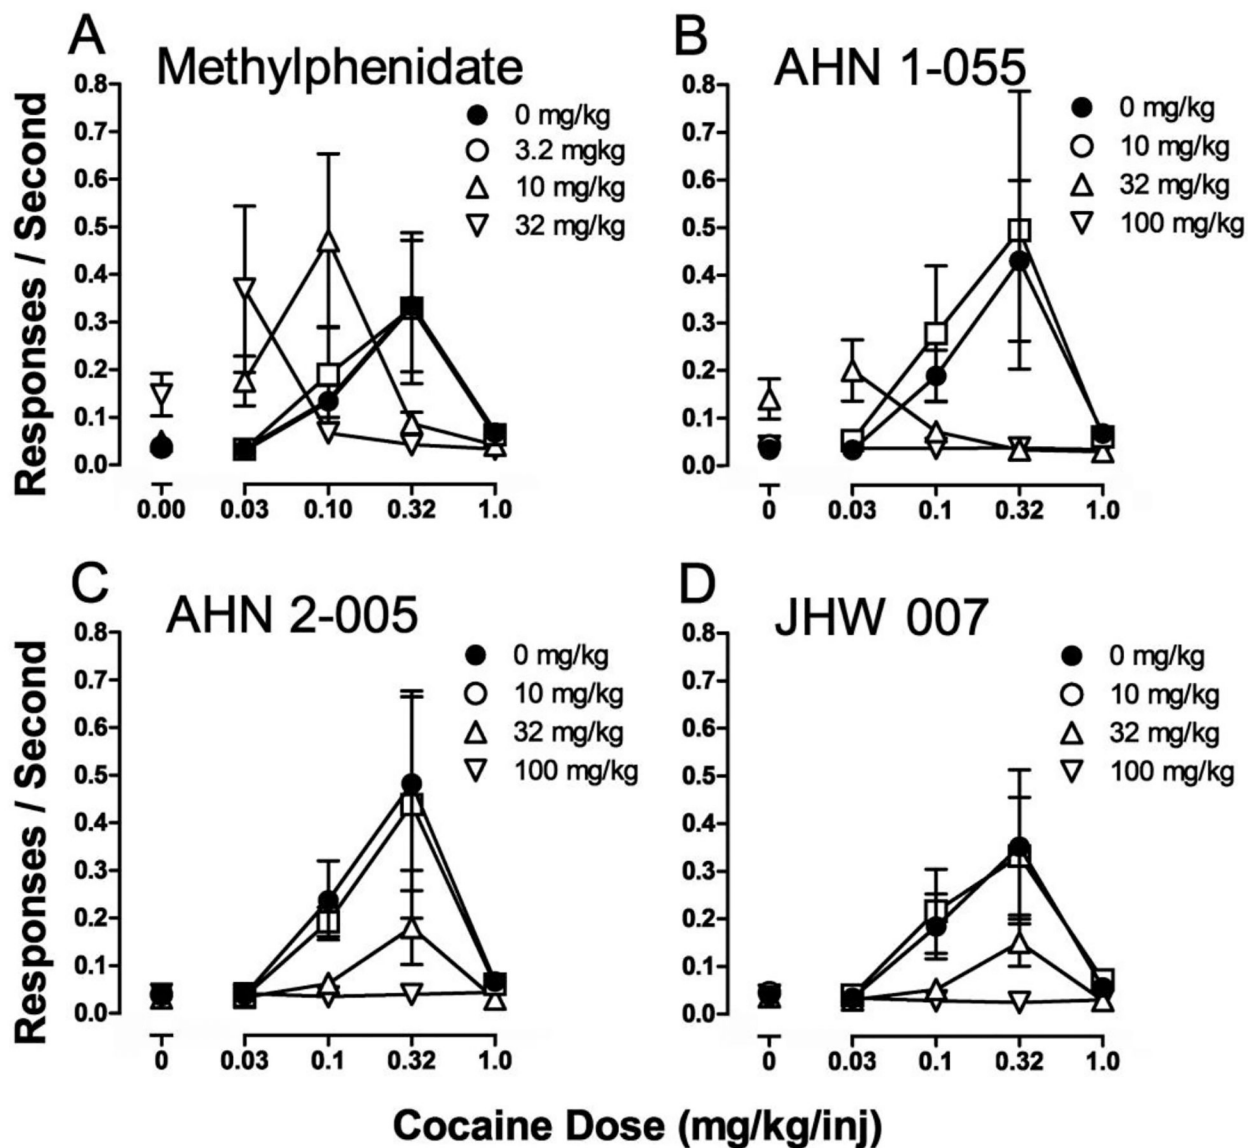 A
Methylphenidate
0 mg/kg
3.2 mgkg
10 mg/kg
32 mg/kg
Responses / Second
0.8
0.7
0.6
0.5
0.4
0.3
0.2
0.1
0.0
0.00 0.03 0.10 0.32 1.0
B
AHN 1-055
0 mg/kg
10 mg/kg
32 mg/kg
100 mg/kg
0.8
0.7
0.6
0.5
0.4
0.3
0.2
0.1
0.0
0 0.03 0.1 0.32 1.0
C
AHN 2-005
0 mg/kg
10 mg/kg
32 mg/kg
100 mg/kg
Responses / Second
0.8
0.7
0.6
0.5
0.4
0.3
0.2
0.1
0.0
0 0.03 0.1 0.32 1.0
D
JHW 007
0 mg/kg
10 mg/kg
32 mg/kg
100 mg/kg
0.8
0.7
0.6
0.5
0.4
0.3
0.2
0.1
0.0
0 0.03 0.1 0.32 1.0
Cocaine Dose (mg/kg/inj)